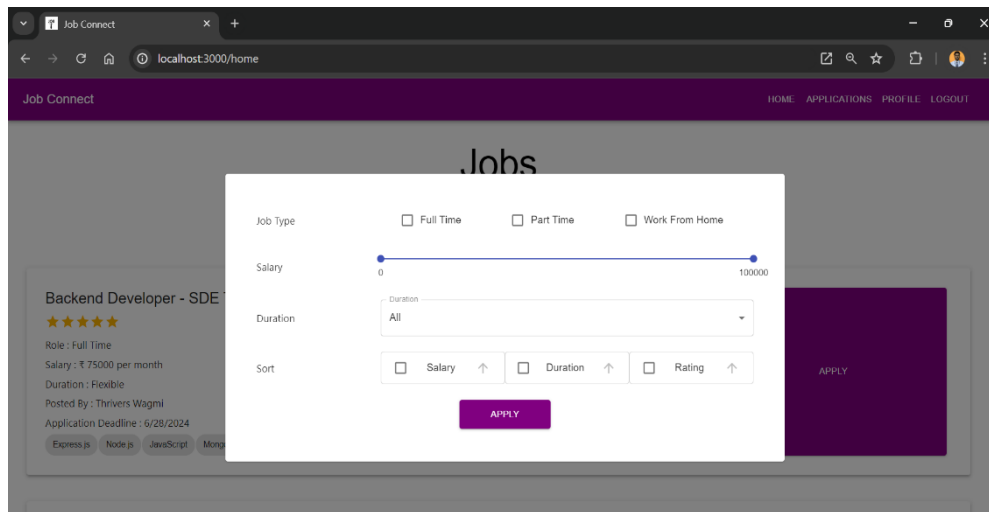 Job Connect
localhost:3000/home
Job Connect HOME APPLICATIONS PROFILE LOGOUT
Jobs
Job Type Full Time Part Time Work From Home
Salary
0 100000
Duration
Duration All
Sort Salary Duration Rating
APPLY
Backend Developer - SDE
Role : Full Time
Salary : ₹ 75000 per month
Duration : Flexible
Posted By : Thrivers Wagmi
Application Deadline : 6/28/2024
Express.js Node.js JavaScript
APPLY